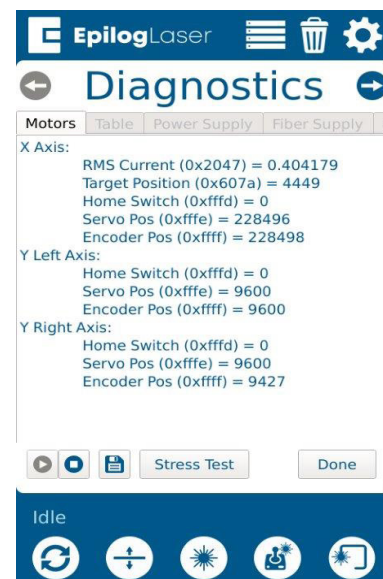 EpilogLaser
Diagnostics
Motors Table Power Supply Fiber Supply
X Axis:
RMS Current (0x2047) = 0.404179
Target Position (0x607a) = 4449
Home Switch (0xfffd) = 0
Servo Pos (0xfffe) = 228496
Encoder Pos (0xffff) = 228498
Y Left Axis:
Home Switch (0xfffd) = 0
Servo Pos (0xfffe) = 9600
Encoder Pos (0xffff) = 9600
Y Right Axis:
Home Switch (0xfffd) = 0
Servo Pos (0xfffe) = 9600
Encoder Pos (0xffff) = 9427
Stress Test Done
Idle